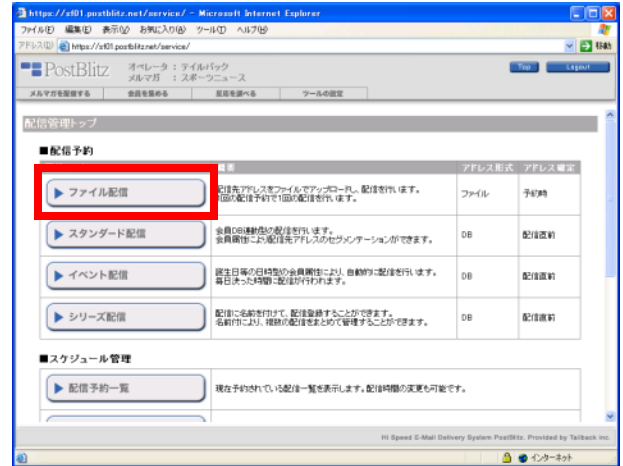 https://sf01.postblitz.net/service/ - Microsoft Internet Explorer
ファイル(F) 編集(E) 表示(V) お気に入り(A) ツール(T) ヘルプ(H)
アドレス(D) https://sf01.postblitz.net/service/ 移動
PostBlitz オペレータ : テイルバック
メルマガ : スポーツニュース
Top Logout
メルマガを配信する 会員を集める 反応を調べる ツールの設定
配信管理トップ
■配信予約
概要 アドレス形式 アドレス確定
ファイル配信 配信先アドレスをファイルでアップロードし、配信を行います。
1回の配信予約で1回の配信を行います。 ファイル 予約時
スタンダード配信 会員DB連動型の配信を行います。
会員属性により配信先アドレスのセグメンテーションができます。 DB 配信直前
イベント配信 誕生日等の日時型の会員属性により、自動的に配信を行います。
毎日決った時間に配信が行われます。 DB 配信直前
シリーズ配信 配信に名前を付けて、配信登録することができます。
名前付により、複数の配信をまとめて管理することができます。 DB 配信直前
■スケジュール管理
配信予約一覧 現在予約されている配信一覧を表示します。配信時間の変更も可能です。
Hi Speed E-Mail Delivery System PostBlitz. Provided by Tailback inc.
インターネット